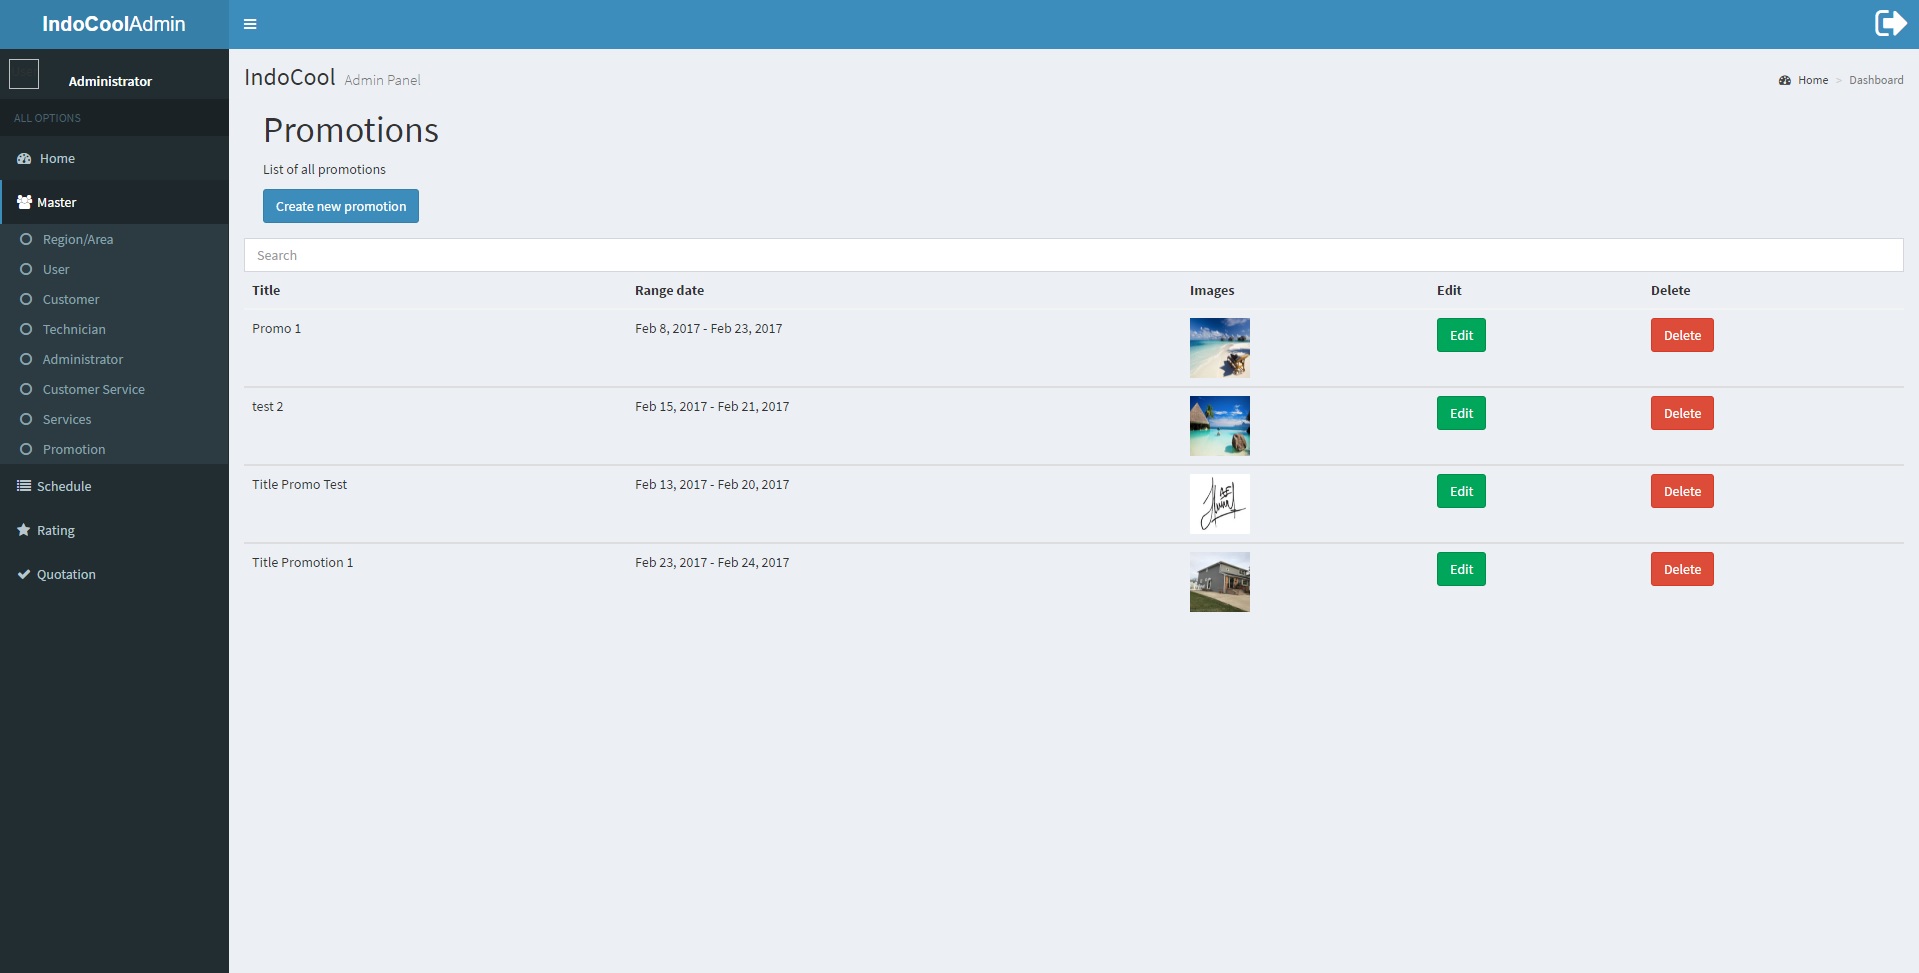 IndoCoolAdmin
Administrator
ALL OPTIONS
Home
Master
Region/Area
User
Customer
Technician
Administrator
Customer Service
Services
Promotion
Schedule
Rating
Quotation
IndoCool Admin Panel
Home > Dashboard
Promotions
List of all promotions
Create new promotion
Search
Title Range date Images Edit Delete
Promo 1 Feb 8, 2017 - Feb 23, 2017 Edit Delete
test 2 Feb 15, 2017 - Feb 21, 2017 Edit Delete
Title Promo Test Feb 13, 2017 - Feb 20, 2017 Edit Delete
Title Promotion 1 Feb 23, 2017 - Feb 24, 2017 Edit Delete